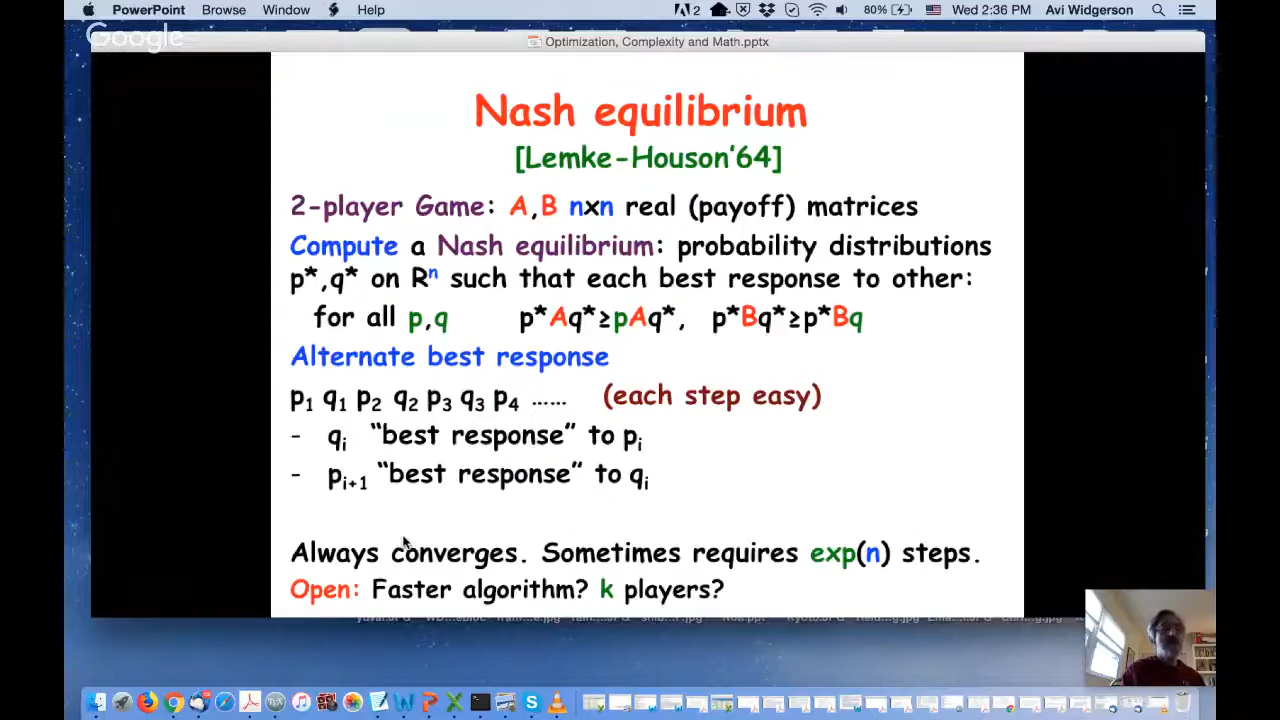 PowerPoint Browse Window Help 2 80% Wed 2:36 PM Avi Widgerson
Google
Optimization, Complexity and Math.pptx
Nash equilibrium
[Lemke-Houson'64]
2-player Game: A,B nxn real (payoff) matrices
Compute a Nash equilibrium: probability distributions
p*,q* on Rⁿ such that each best response to other:
for all p,q p*Aq*≥pAq*, p*Bq*≥p*Bq
Alternate best response
p₁ q₁ p₂ q₂ p₃ q₃ p₄ …… (each step easy)
- qᵢ “best response” to pᵢ
- pᵢ₊₁ “best response” to qᵢ
Always converges. Sometimes requires exp(n) steps.
Open: Faster algorithm? k players?